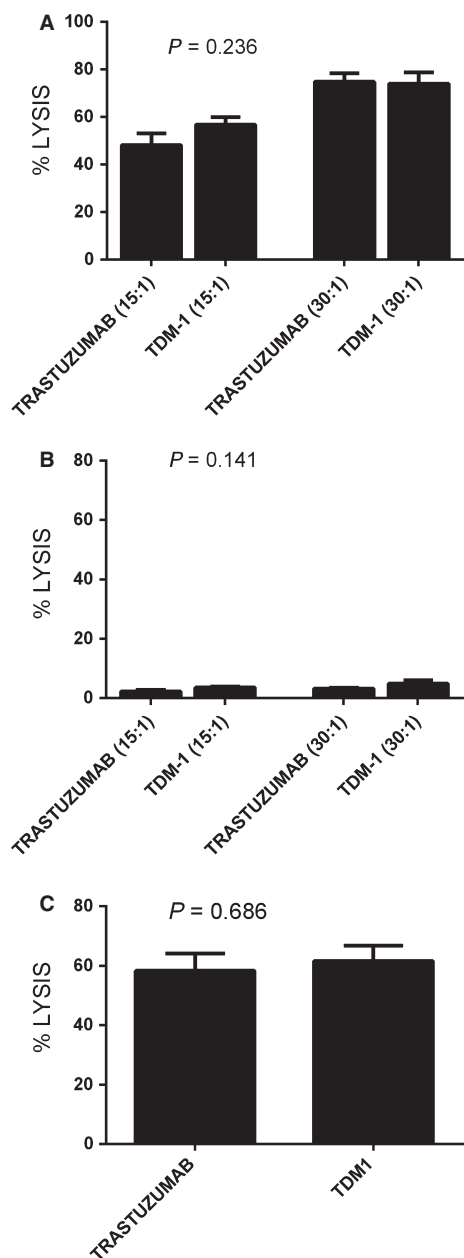 A
P = 0.236
% LYSIS
100
80
60
40
20
0
TRASTUZUMAB (15:1)
TDM-1 (15:1)
TRASTUZUMAB (30:1)
TDM-1 (30:1)
B
P = 0.141
% LYSIS
80
60
40
20
0
TRASTUZUMAB (15:1)
TDM-1 (15:1)
TRASTUZUMAB (30:1)
TDM-1 (30:1)
C
P = 0.686
% LYSIS
80
60
40
20
0
TRASTUZUMAB
TDM1